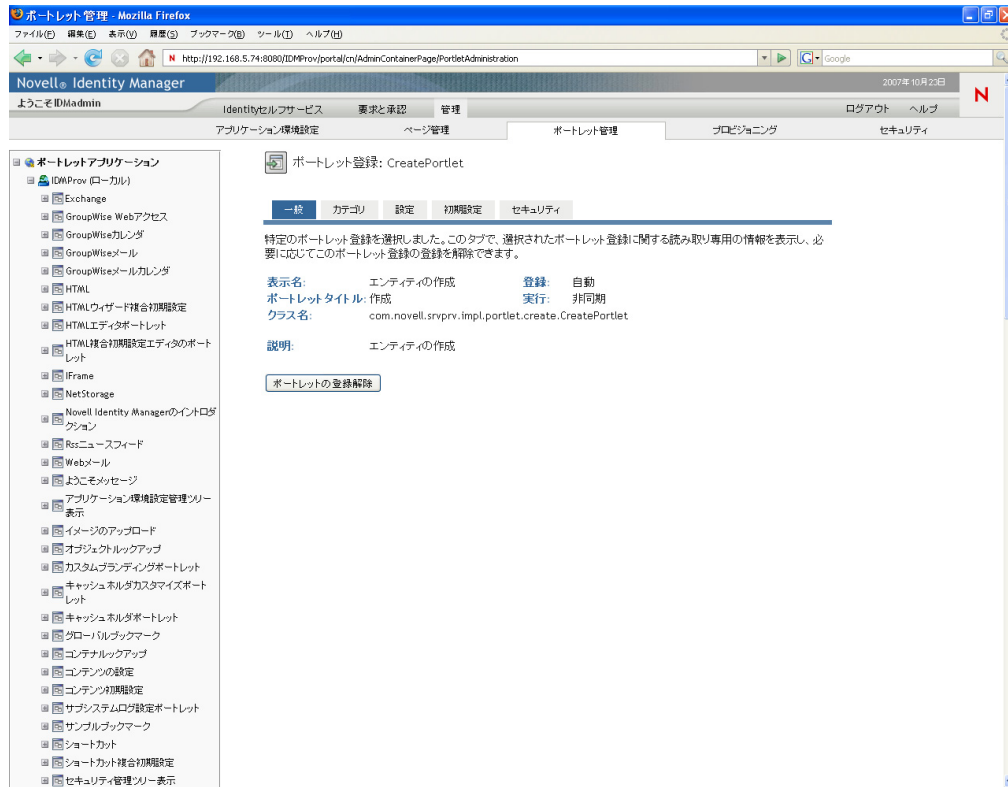 ポートレット管理 - Mozilla Firefox
ファイル(F) 編集(E) 表示(V) 履歴(S) ブックマーク(B) ツール(T) ヘルプ(H)
http://192.168.5.74:8080/IDMProv/portal/cn/AdminContainerPage/PortletAdministration
Google
Novell® Identity Manager
2007年10月23日
N
ようこそIDMadmin
Identityセルフサービス 要求と承認 管理
ログアウト ヘルプ
アプリケーション環境設定 ページ管理 ポートレット管理 プロビジョニング セキュリティ
ポートレットアプリケーション
IDMProv (ローカル)
Exchange
GroupWise Webアクセス
GroupWiseカレンダ
GroupWiseメール
GroupWiseメールカレンダ
HTML
HTMLウィザード複合初期設定
HTMLエディタポートレット
HTML複合初期設定エディタのポート
レット
IFrame
NetStorage
Novell Identity Managerのイントロダ
クション
Rssニュースフィード
Webメール
ようこそメッセージ
アプリケーション環境設定管理ツリー
表示
イメージのアップロード
オブジェクトルックアップ
カスタムブランディングポートレット
キャッシュホルダカスタマイズポート
レット
キャッシュホルダポートレット
グローバルブックマーク
コンテナルックアップ
コンテンツの設定
コンテンツ初期設定
サブシステムログ設定ポートレット
サンプルブックマーク
ショートカット
ショートカット複合初期設定
セキュリティ管理ツリー表示
ポートレット登録: CreatePortlet
一般 カテゴリ 設定 初期設定 セキュリティ
特定のポートレット登録を選択しました。このタブで、選択されたポートレット登録に関する読み取り専用の情報を表示し、必
要に応じてこのポートレット登録の登録を解除できます。
表示名: エンティティの作成 登録: 自動
ポートレットタイトル: 作成 実行: 非同期
クラス名: com.novell.srvprv.impl.portlet.create.CreatePortlet
説明: エンティティの作成
ポートレットの登録解除